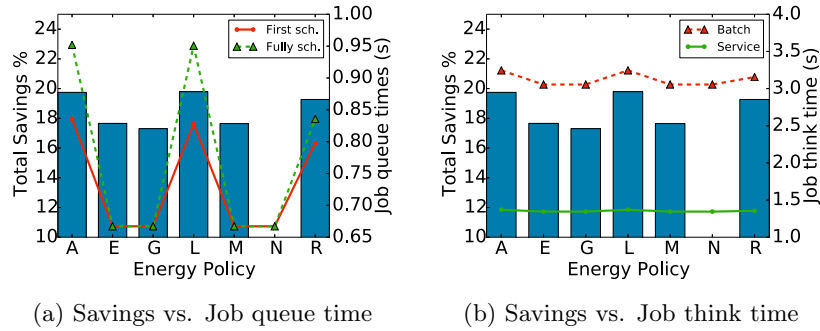 24
22
20
18
16
14
12
10
Total Savings %
First sch.
Fully sch.
1.00
0.95
0.90
0.85
0.80
0.75
0.70
0.65
Job queue times (s)
A E G L M N R
Energy Policy
(a) Savings vs. Job queue time
24
22
20
18
16
14
12
10
Total Savings %
Batch
Service
4.0
3.5
3.0
2.5
2.0
1.5
1.0
Job think time (s)
A E G L M N R
Energy Policy
(b) Savings vs. Job think time